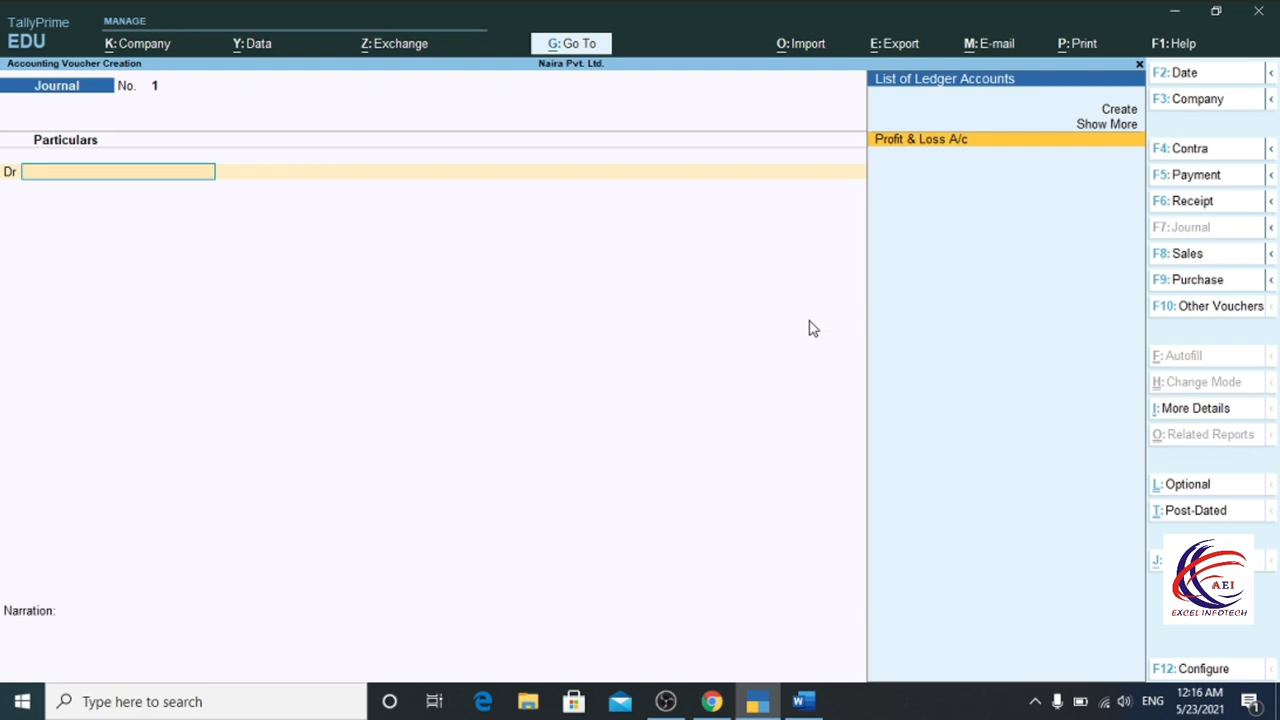 TallyPrime
EDU
MANAGE
K: Company
Y: Data
Z: Exchange
G: Go To
O: Import
E: Export
M: E-mail
P: Print
F1: Help
Accounting Voucher Creation
Naira Pvt. Ltd.
Journal No. 1
Particulars
Dr
Narration:
List of Ledger Accounts
Create
Show More
Profit & Loss A/c
F2: Date
F3: Company
F4: Contra
F5: Payment
F6: Receipt
F7: Journal
F8: Sales
F9: Purchase
F10: Other Vouchers
F: Autofill
H: Change Mode
I: More Details
O: Related Reports
L: Optional
T: Post-Dated
J:
AEI
EXCEL INFOTECH
F12: Configure
Type here to search
ENG
12:16 AM
5/23/2021
1